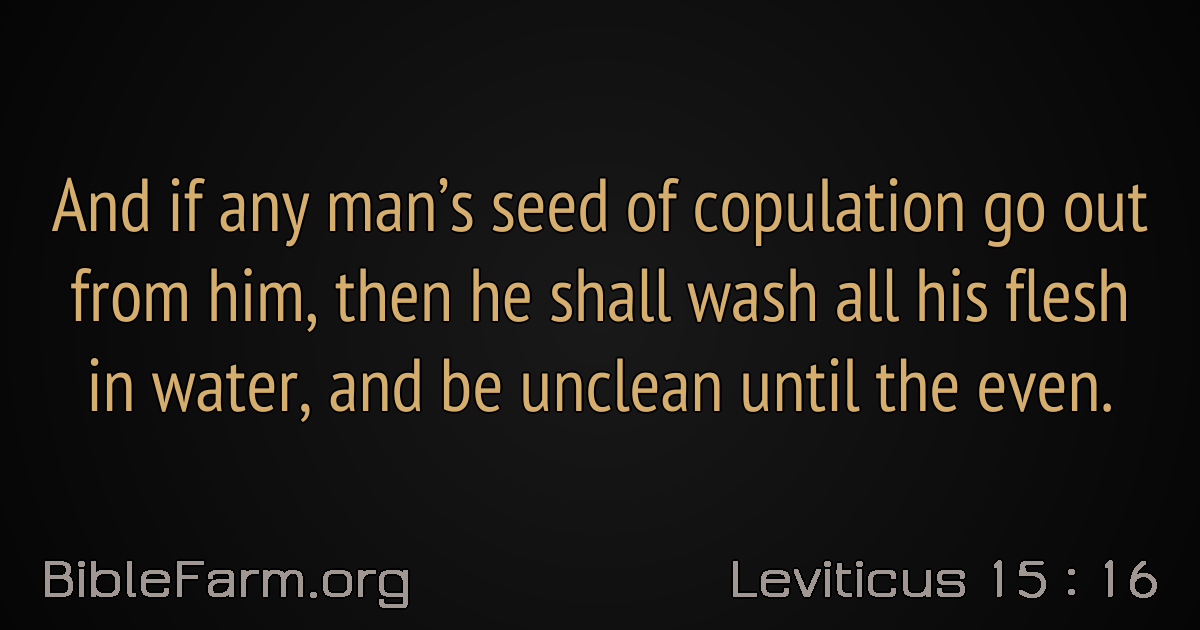 And if any man’s seed of copulation go out
from him, then he shall wash all his flesh
in water, and be unclean until the even.
BibleFarm.org
Leviticus 15 : 16